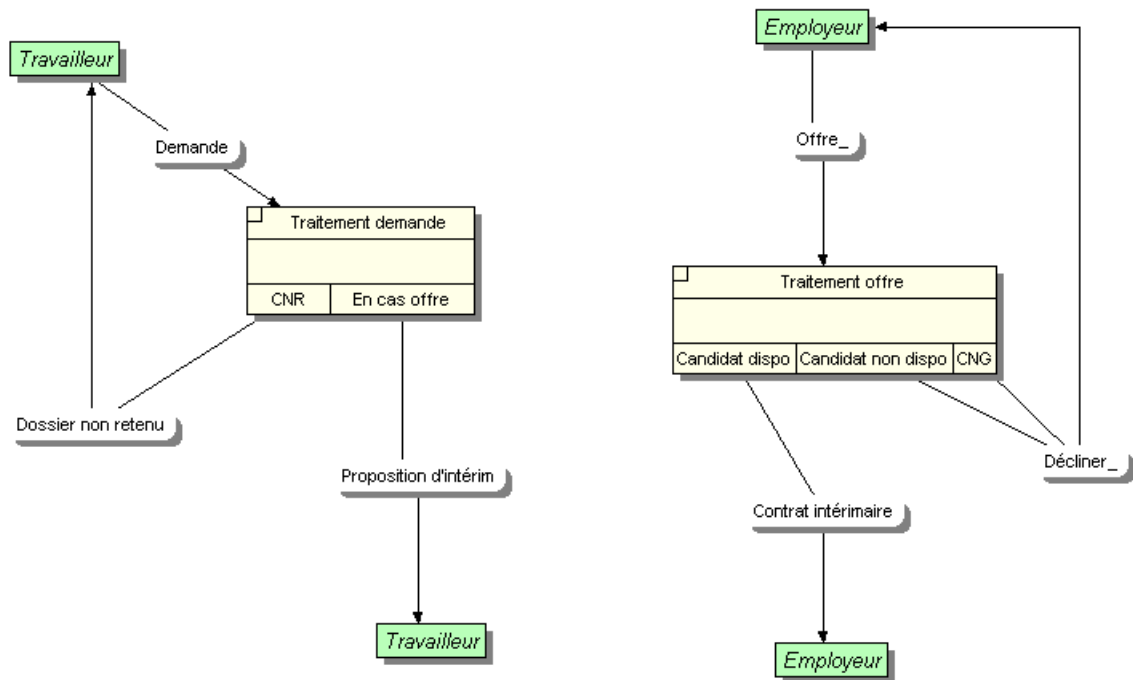 Travailleur
Demande
Traitement demande
CNR
En cas offre
Dossier non retenu
Proposition d'intérim
Travailleur
Employeur
Offre_
Traitement offre
Candidat dispo
Candidat non dispo
CNG
Décliner_
Contrat intérimaire
Employeur